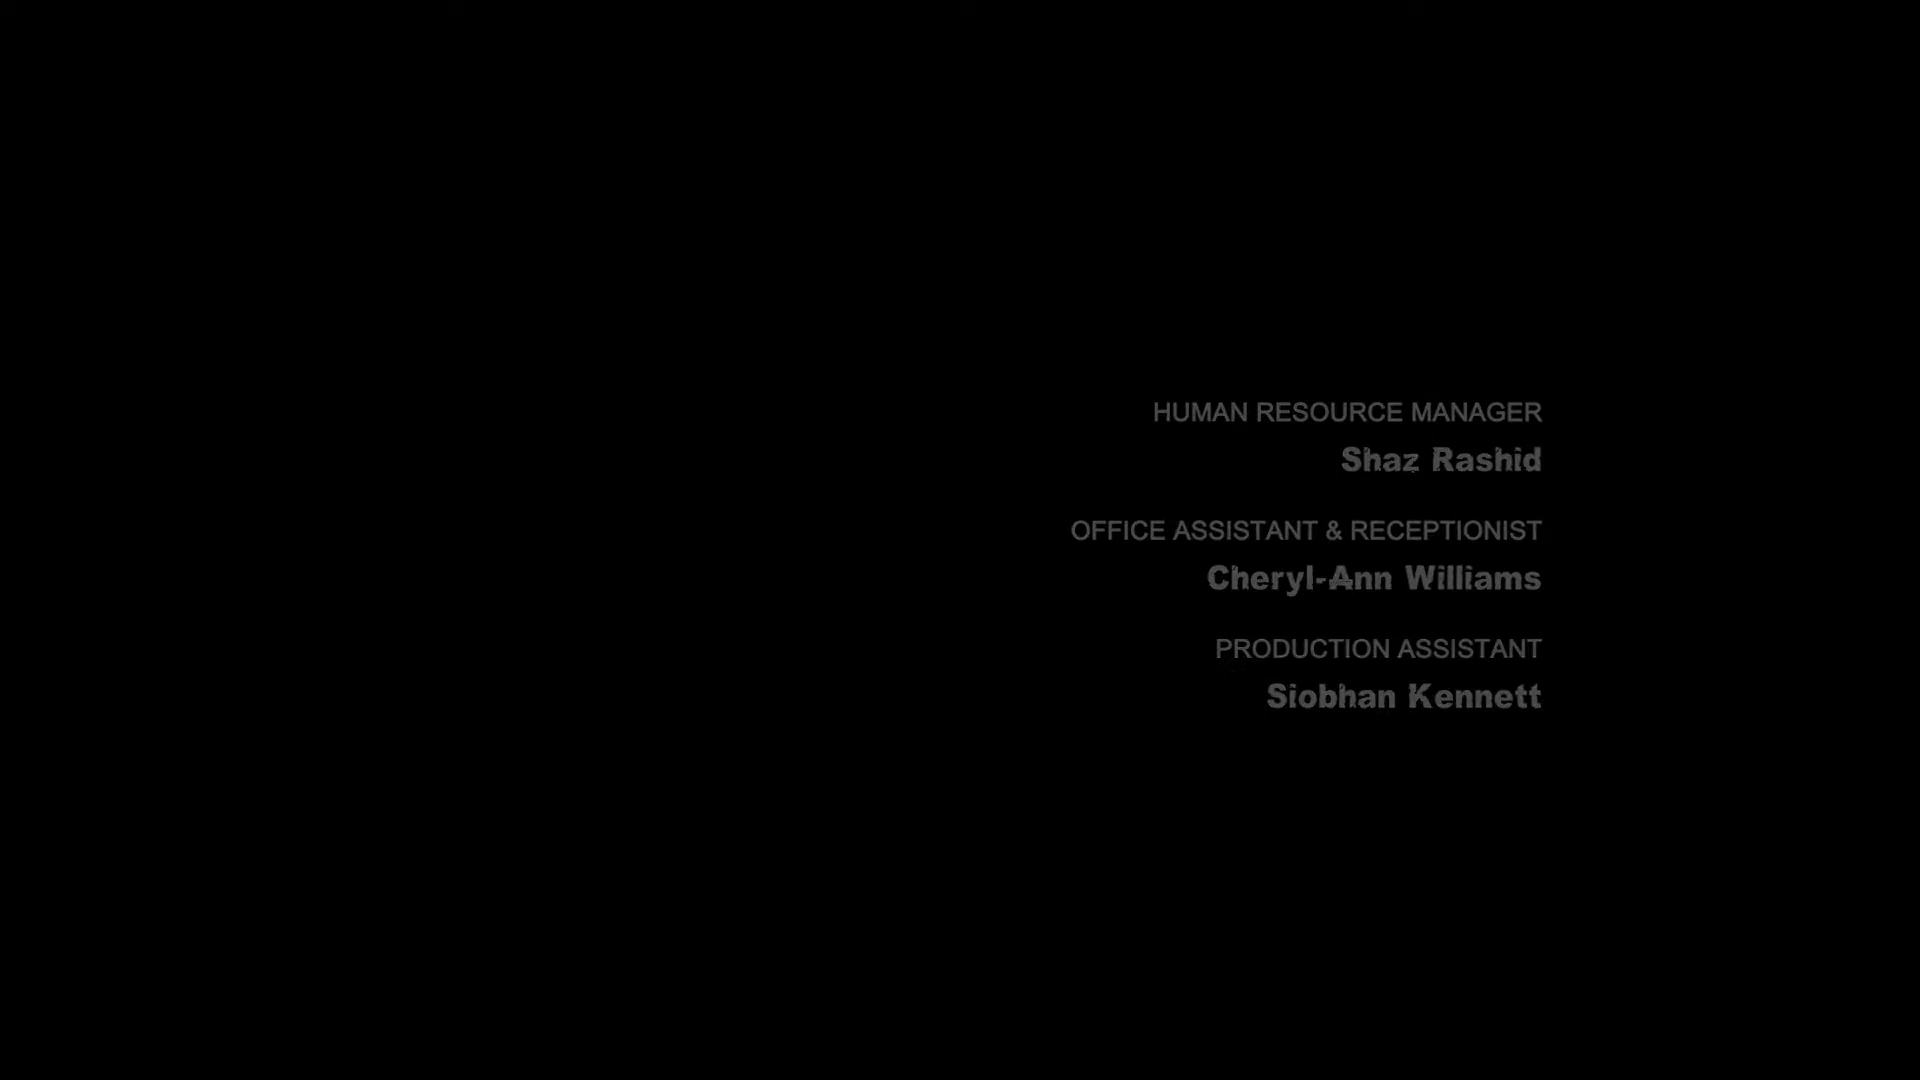 HUMAN RESOURCE MANAGER
Shaz Rashid
OFFICE ASSISTANT & RECEPTIONIST
Cheryl-Ann Williams
PRODUCTION ASSISTANT
Siobhan Kennett